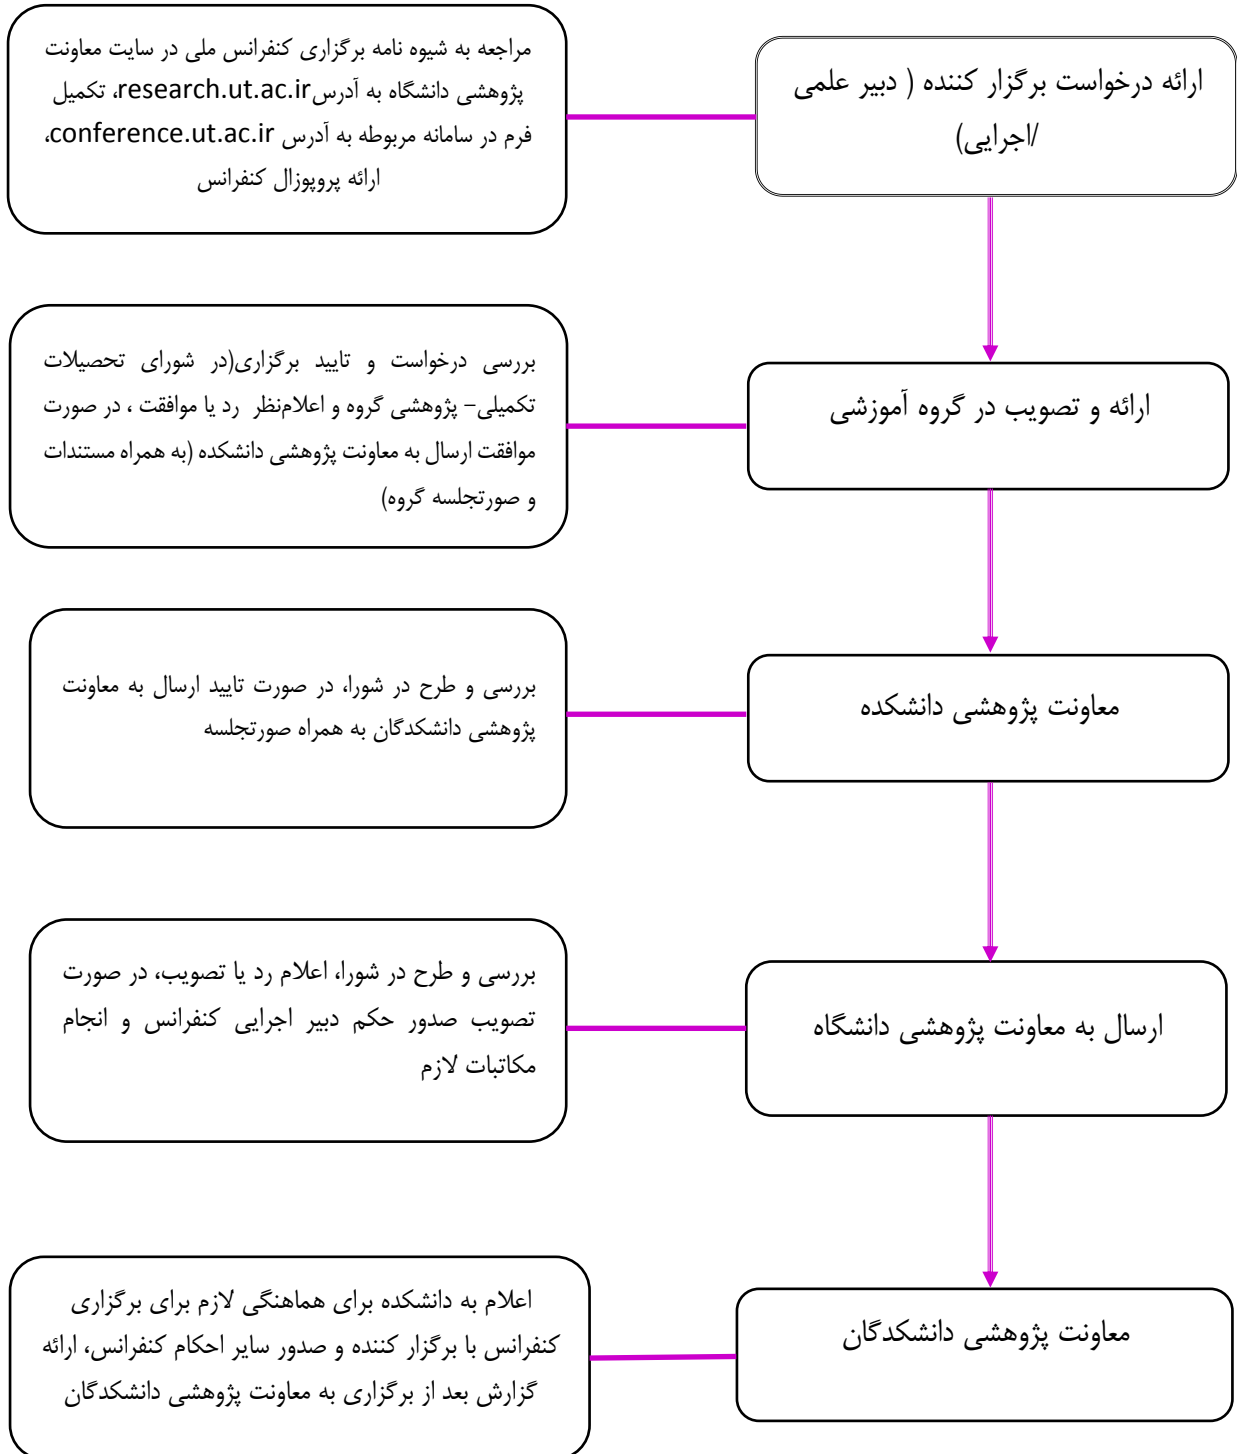 ارائه درخواست برگزار کننده ( دبیر علمی
/اجرایی)
مراجعه به شیوه نامه برگزاری کنفرانس ملی در سایت معاونت
پژوهشی دانشگاه به آدرسresearch.ut.ac.ir، تکمیل
فرم در سامانه مربوطه به آدرس conference.ut.ac.ir،
ارائه پروپوزال کنفرانس
ارائه و تصویب در گروه آموزشی
بررسی درخواست و تایید برگزاری(در شورای تحصیلات
تکمیلی- پژوهشی گروه و اعلام‌نظر رد یا موافقت ، در صورت
موافقت ارسال به معاونت پژوهشی دانشکده (به همراه مستندات
و صورتجلسه گروه)
معاونت پژوهشی دانشکده
بررسی و طرح در شورا، در صورت تایید ارسال به معاونت
پژوهشی دانشکدگان به همراه صورتجلسه
ارسال به معاونت پژوهشی دانشگاه
بررسی و طرح در شورا، اعلام رد یا تصویب، در صورت
تصویب صدور حکم دبیر اجرایی کنفرانس و انجام
مکاتبات لازم
معاونت پژوهشی دانشکدگان
اعلام به دانشکده برای هماهنگی لازم برای برگزاری
کنفرانس با برگزار کننده و صدور سایر احکام کنفرانس، ارائه
گزارش بعد از برگزاری به معاونت پژوهشی دانشکدگان